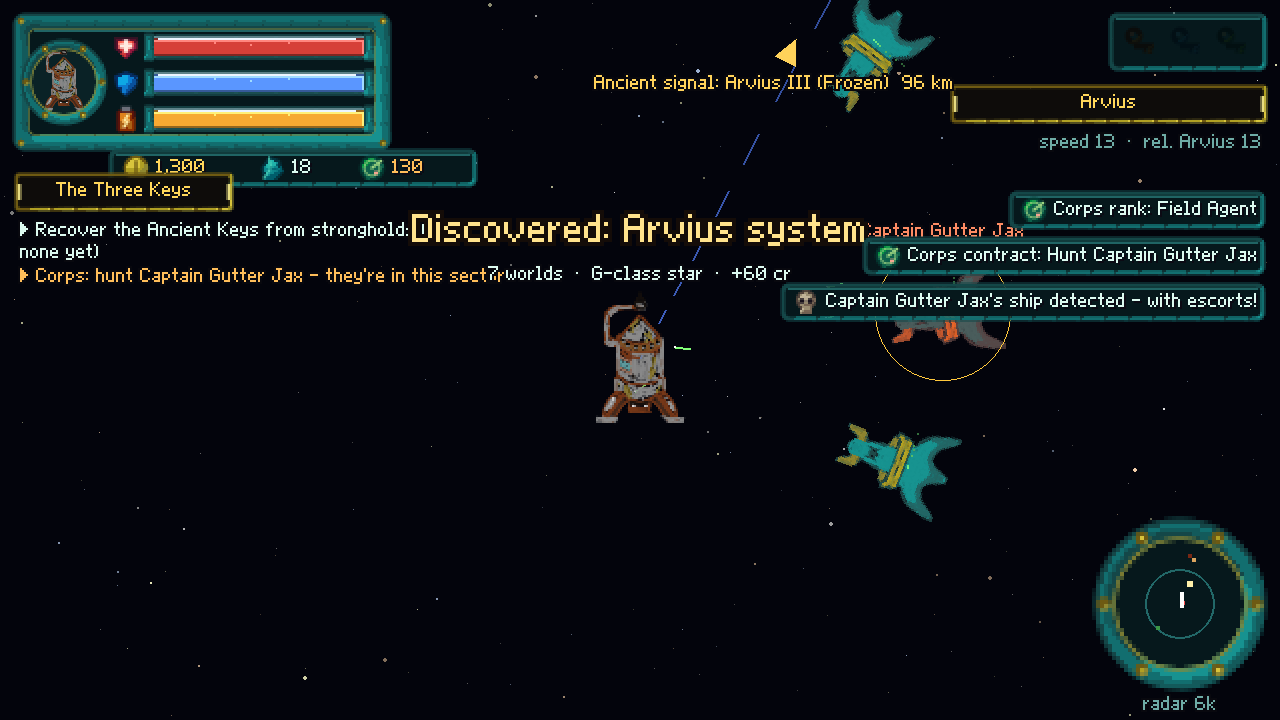 Ancient signal: Arvius III (Frozen) 96 km
Arvius
speed 13 · rel. Arvius 13
1,300
18
130
The Three Keys
Recover the Ancient Keys from stronghold:
none yet)
Corps: hunt Captain Gutter Jax - they're in this sector
Discovered: Arvius system
7 worlds · G-class star · +60 cr
Captain Gutter Jax
Corps rank: Field Agent
Corps contract: Hunt Captain Gutter Jax
Captain Gutter Jax's ship detected - with escorts!
radar 6k